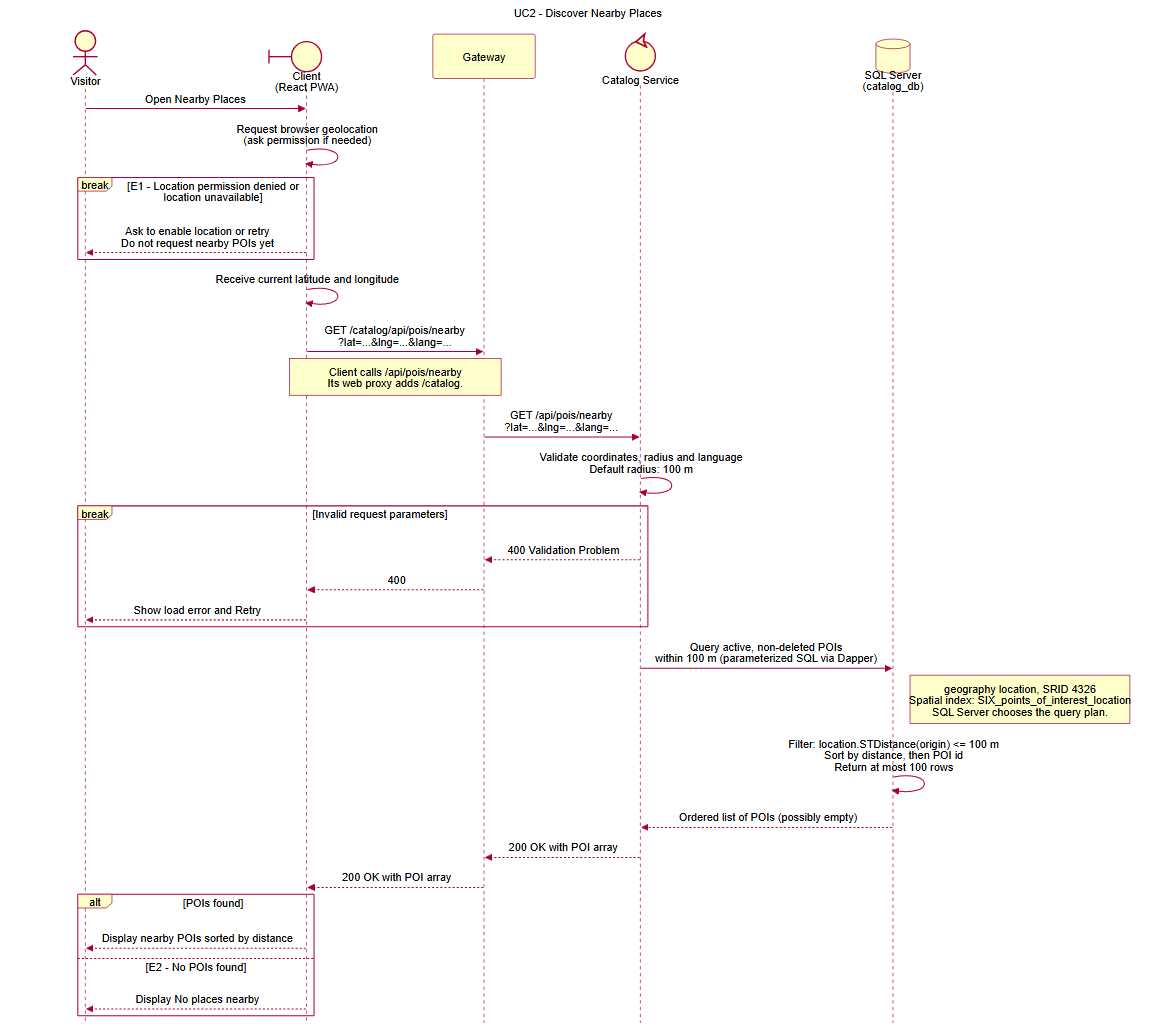 UC2 - Discover Nearby Places
Visitor
Client
(React PWA)
Gateway
Catalog Service
SQL Server
(catalog_db)
Open Nearby Places
Request browser geolocation
(ask permission if needed)
break
[E1 - Location permission denied or
location unavailable]
Ask to enable location or retry
Do not request nearby POIs yet
Receive current latitude and longitude
GET /catalog/api/pois/nearby
?lat=...&lng=...&lang=...
Client calls /api/pois/nearby
Its web proxy adds /catalog.
GET /api/pois/nearby
?lat=...&lng=...&lang=...
Validate coordinates, radius and language
Default radius: 100 m
break
[Invalid request parameters]
400 Validation Problem
400
Show load error and Retry
Query active, non-deleted POIs
within 100 m (parameterized SQL via Dapper)
geography location, SRID 4326
Spatial index: SIX_points_of_interest_location
SQL Server chooses the query plan.
Filter: location.STDistance(origin) <= 100 m
Sort by distance, then POI id
Return at most 100 rows
Ordered list of POIs (possibly empty)
200 OK with POI array
200 OK with POI array
alt
[POIs found]
Display nearby POIs sorted by distance
[E2 - No POIs found]
Display No places nearby